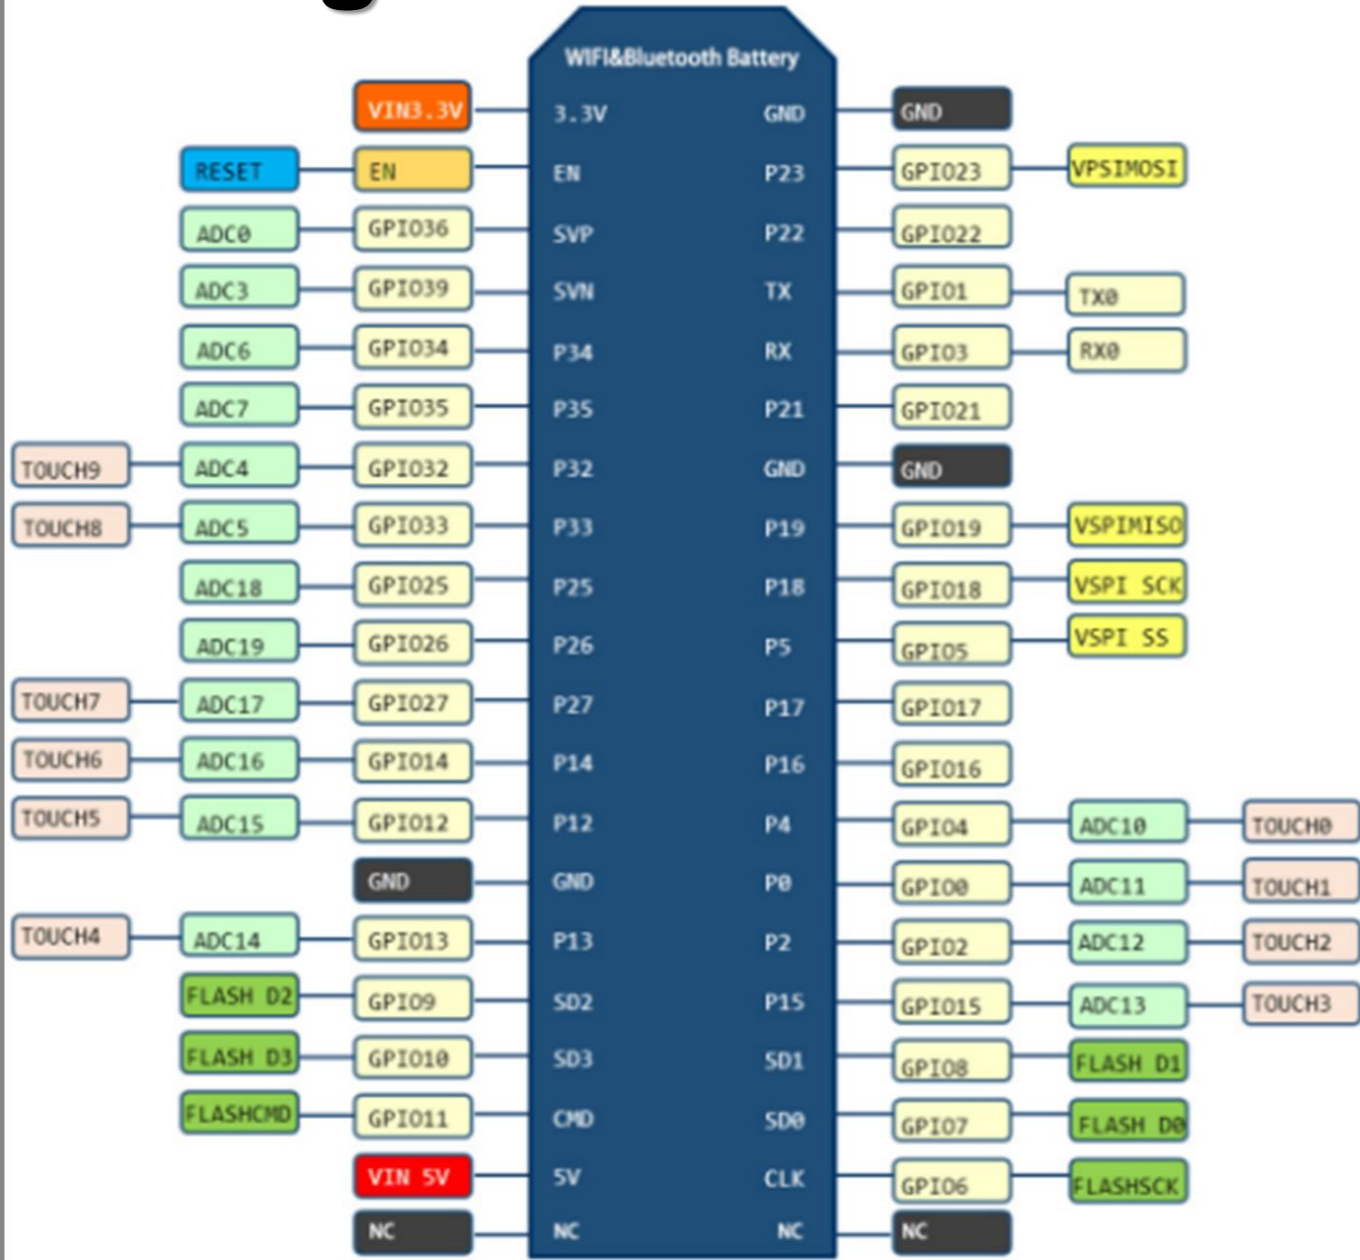 WIFI&Bluetooth Battery
VIN3.3V 3.3V GND GND
RESET EN EN P23 GPIO23 VPSIMOSI
ADC0 GPIO36 SVP P22 GPIO22
ADC3 GPIO39 SVN TX GPIO1 TX0
ADC6 GPIO34 P34 RX GPIO3 RX0
ADC7 GPIO35 P35 P21 GPIO21
TOUCH9 ADC4 GPIO32 P32 GND GND
TOUCH8 ADC5 GPIO33 P33 P19 GPIO19 VSPIMISO
ADC18 GPIO25 P25 P18 GPIO18 VSPI SCK
ADC19 GPIO26 P26 P5 GPIO5 VSPI SS
TOUCH7 ADC17 GPIO27 P27 P17 GPIO17
TOUCH6 ADC16 GPIO14 P14 P16 GPIO16
TOUCH5 ADC15 GPIO12 P12 P4 GPIO4 ADC10 TOUCH0
GND GND P0 GPIO0 ADC11 TOUCH1
TOUCH4 ADC14 GPIO13 P13 P2 GPIO2 ADC12 TOUCH2
FLASH D2 GPIO9 SD2 P15 GPIO15 ADC13 TOUCH3
FLASH D3 GPIO10 SD3 SD1 GPIO8 FLASH D1
FLASHCMD GPIO11 CMD SD0 GPIO7 FLASH D0
VIN 5V 5V CLK GPIO6 FLASHSCK
NC NC NC NC